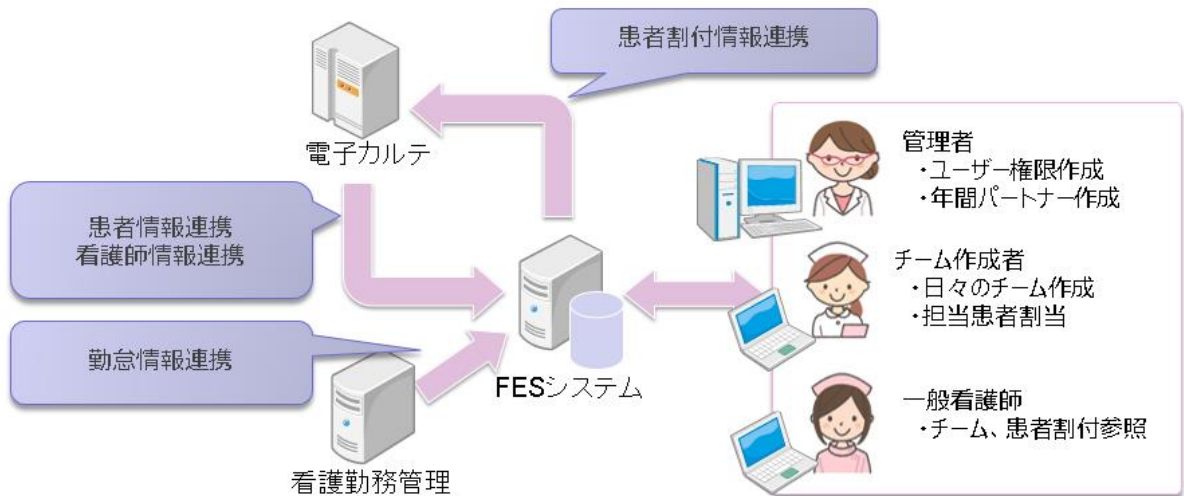 患者割付情報連携
電子カルテ
患者情報連携
看護師情報連携
勤怠情報連携
FESシステム
看護勤務管理
管理者
・ユーザー権限作成
・年間パートナー作成
チーム作成者
・日々のチーム作成
・担当患者割当
一般看護師
・チーム、患者割付参照